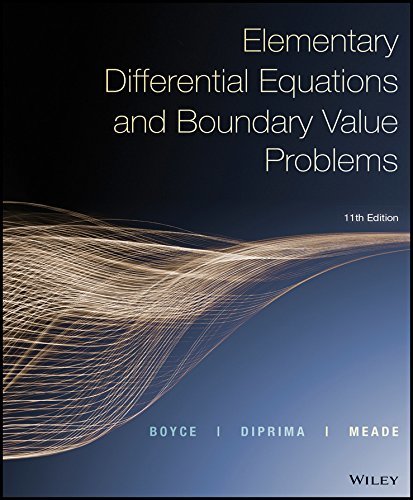 Elementary
Differential Equations
and Boundary Value
Problems
11th Edition
BOYCE | DIPRIMA | MEADE
WILEY